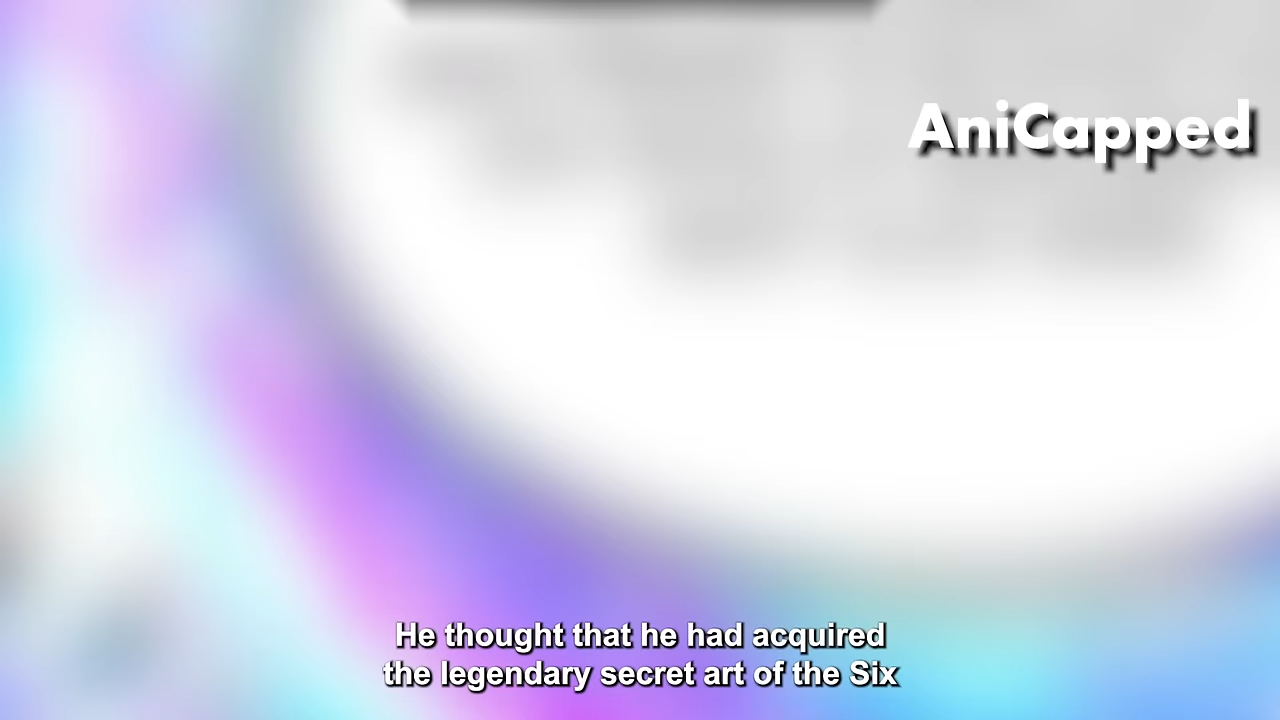 AniCapped
He thought that he had acquired
the legendary secret art of the Six